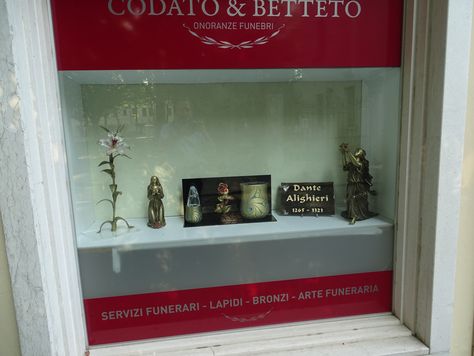 CODATO & BETTETO
ONORANZE FUNEBRI
Dante
Alighieri
1265 - 1321
SERVIZI FUNERARI - LAPIDI - BRONZI - ARTE FUNERARIA